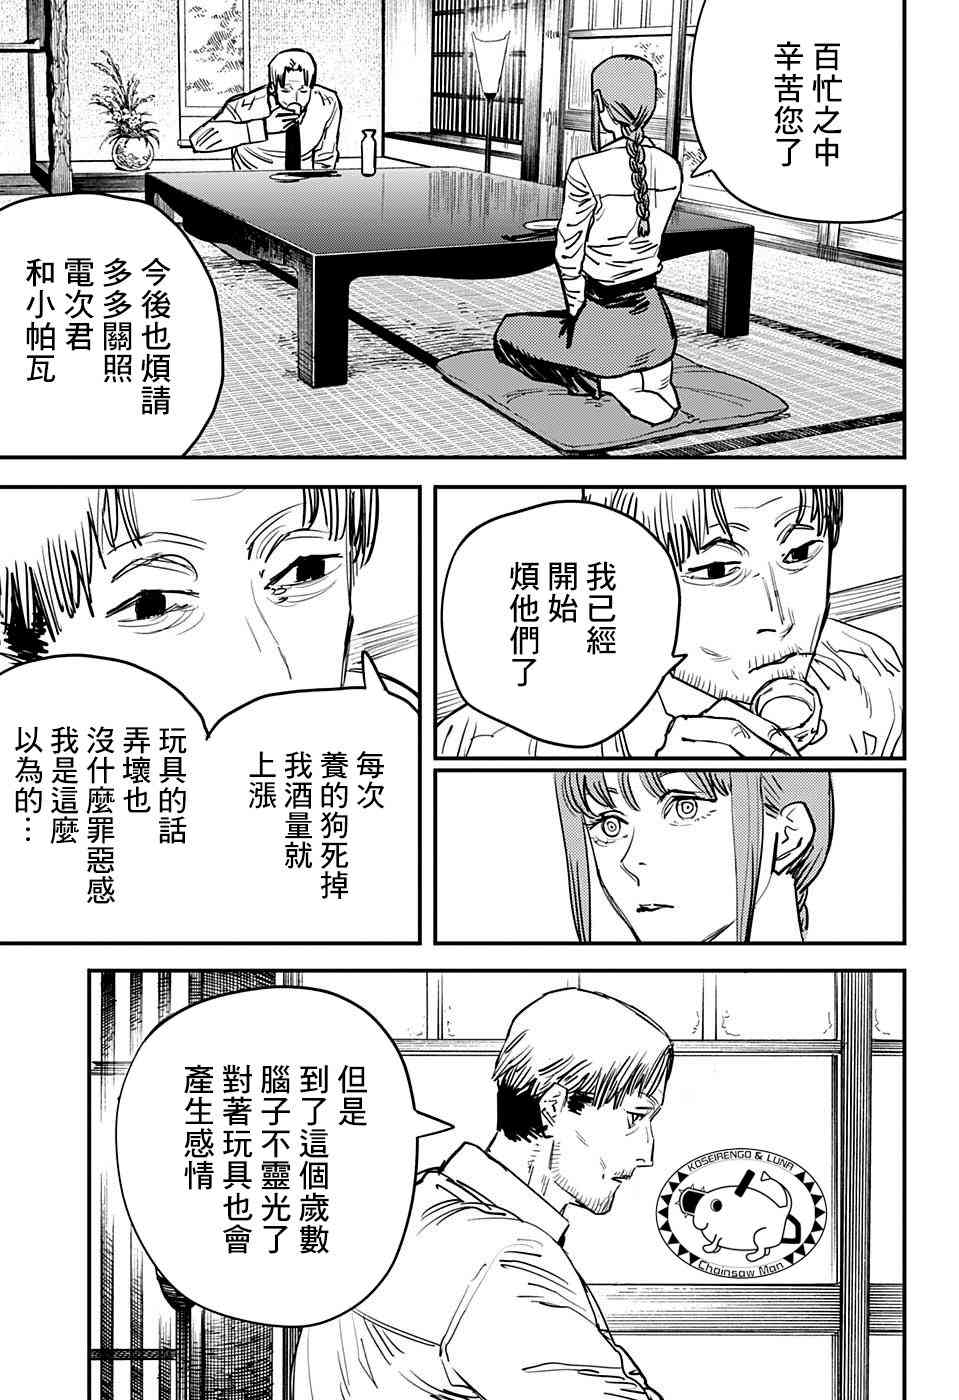 百忙之中
辛苦您了
今後也煩請
多多關照
電次君
和小帕瓦
我已經
開始
煩他們了
每次
養的狗死掉
我酒量就
上漲
玩具的話
弄壞也
沒什麼罪惡感
我是這麼
以為的…
但是
到了這個歲數
腦子不靈光了
對著玩具也會
產生感情
KOSEIRENGO & LUNA
Chainsaw Man